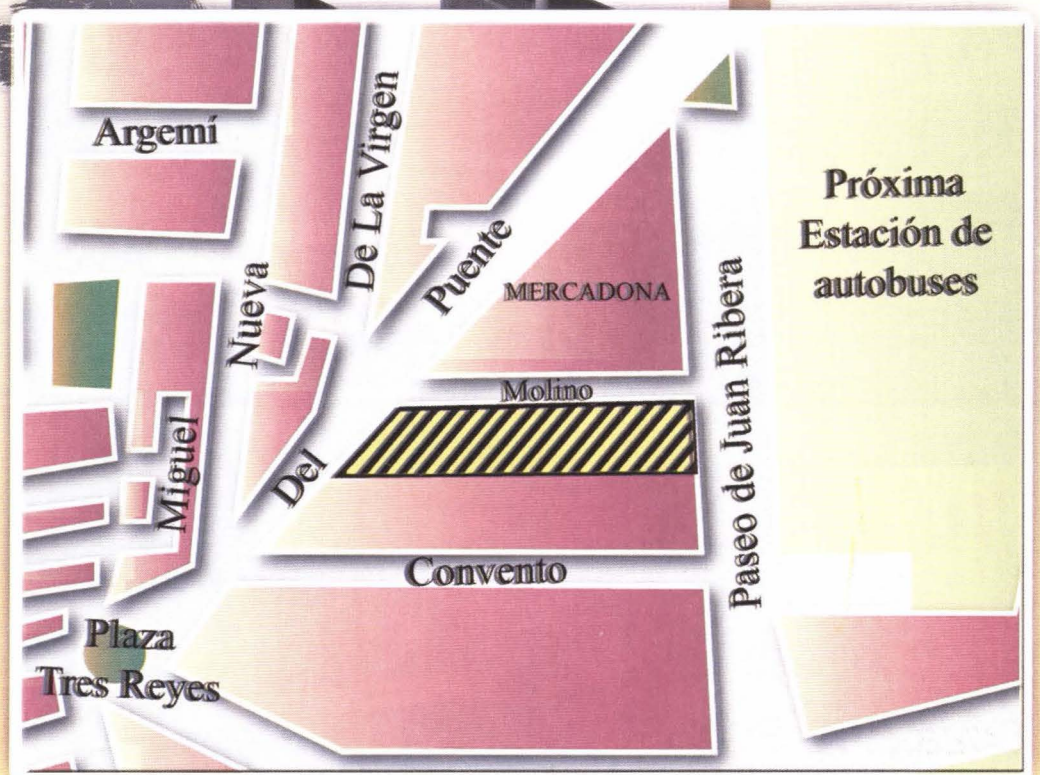 Argemí
De La Virgen
Nueva
Puente
MERCADONA
Próxima
Estación de
autobuses
Molino
Paseo de Juan Ribera
Miguel
Del
Convento
Plaza
Tres Reyes